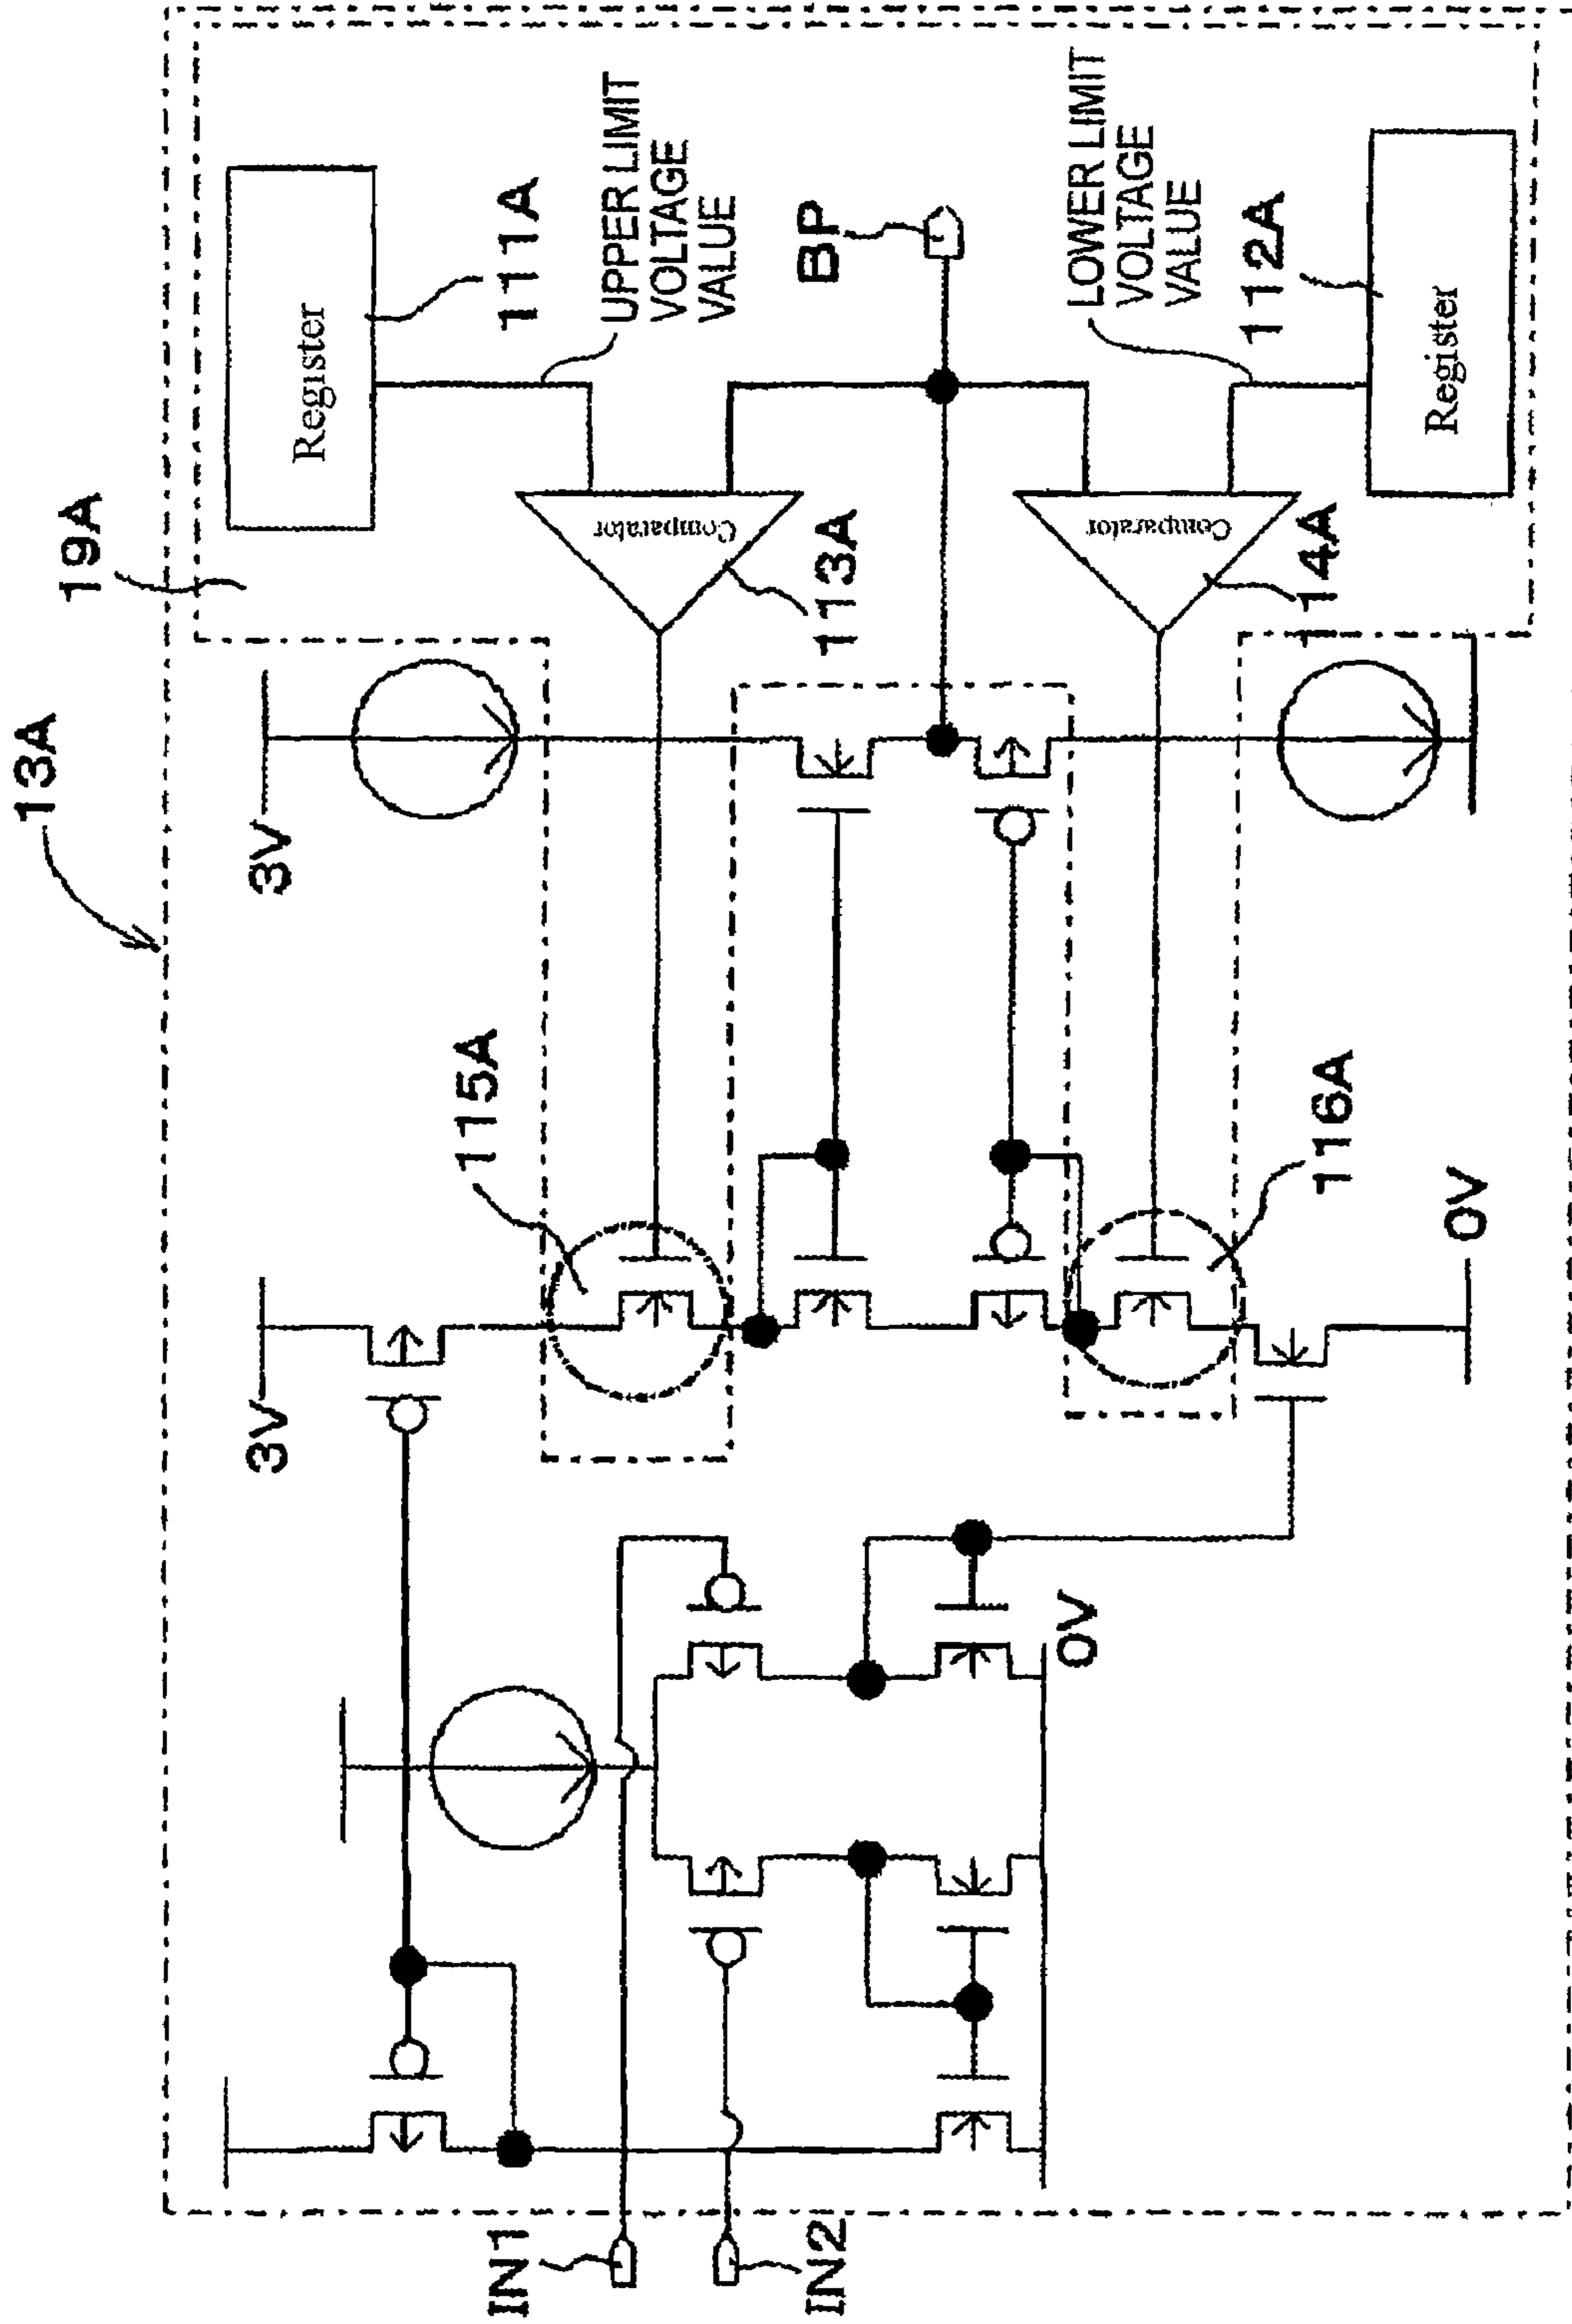 13A
19A
3V
3V
Register
115A
IN1
111A
UPPER LIMIT
VOLTAGE
VALUE
Comparator
IN2
113A
BP
0V
LOWER LIMIT
VOLTAGE
VALUE
Comparator
112A
114A
116A
Register
0V